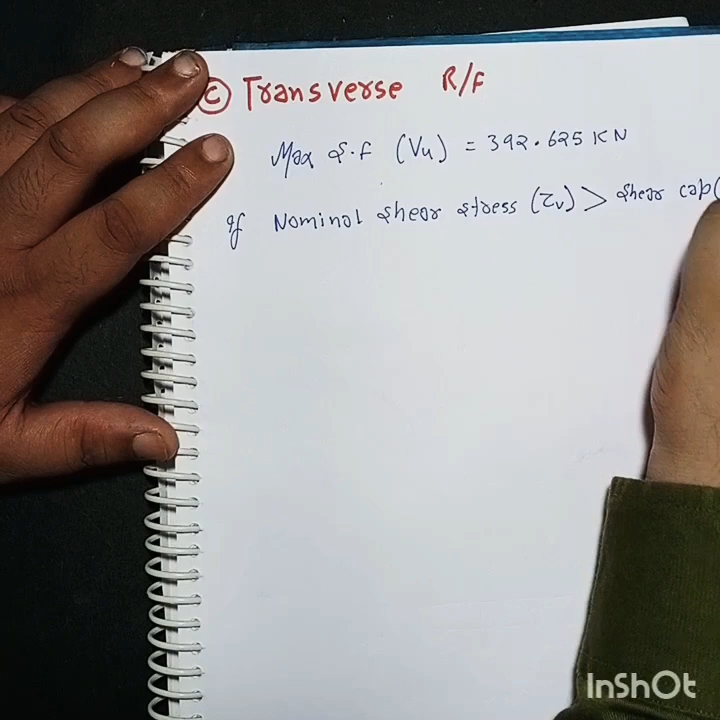 © Transverse R/F
Max S.F (Vu) = 392.625 KN
If Nominal shear stress (τv) > shear cap(
InShOt